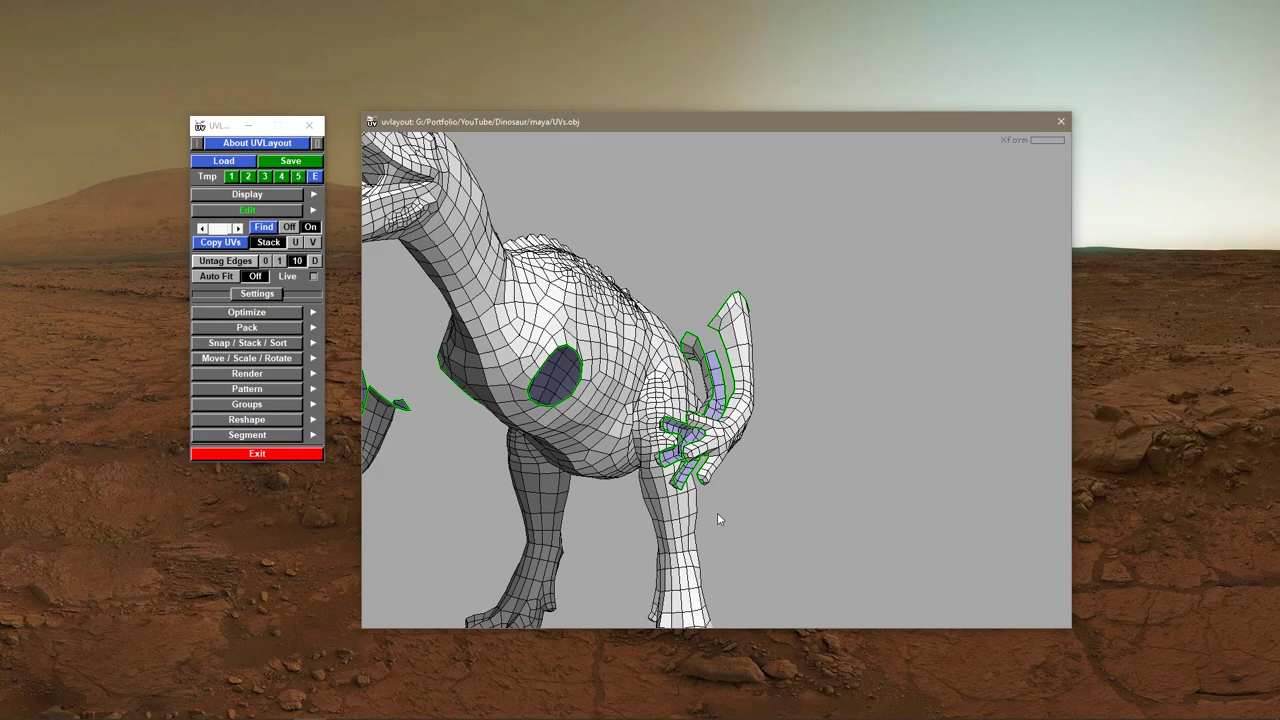 UVL...
About UVLayout
Load Save
Tmp 1 2 3 4 5 E
Display
Edit
Find Off On
Copy UVs Stack U V
Untag Edges 0 1 10 D
Auto Fit Off Live
Settings
Optimize
Pack
Snap / Stack / Sort
Move / Scale / Rotate
Render
Pattern
Groups
Reshape
Segment
Exit
uvlayout: G:/Portfolio/YouTube/Dinosaur/maya/UVs.obj
Xform